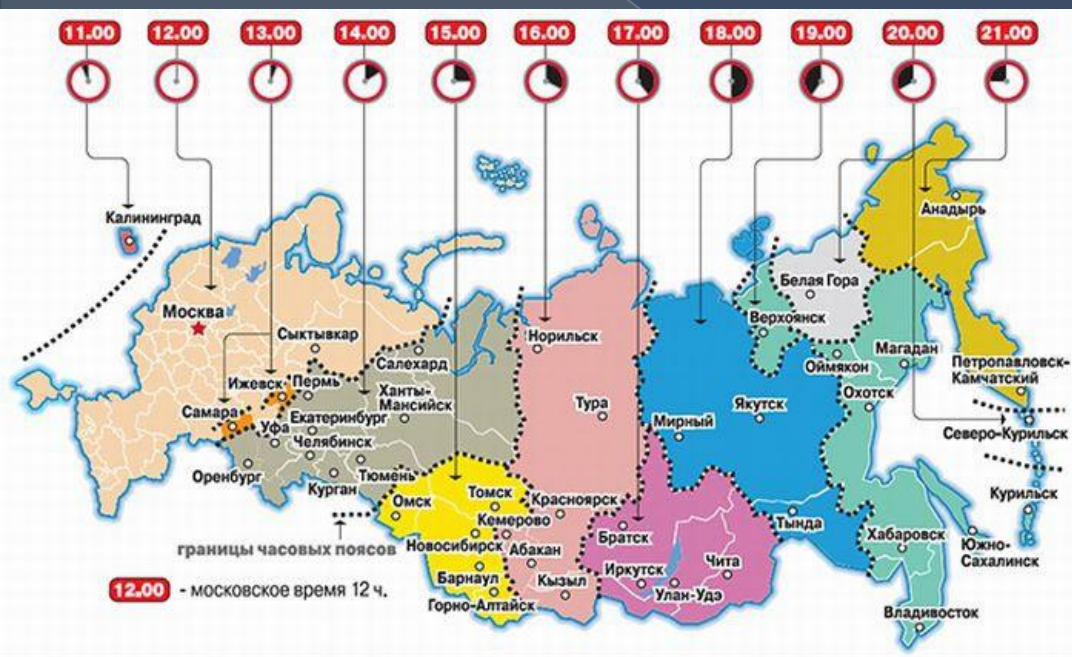 11.00
12.00
13.00
14.00
15.00
16.00
17.00
18.00
19.00
20.00
21.00
Калининград
Анадырь
Белая Гора
Москва
Верхоянск
Сыктывкар
Норильск
Магадан
Салехард
Оймякон
Петропавловск-
Камчатский
Ижевск
Пермь
Ханты-
Мансийск
Охотск
Самара
Тура
Якутск
Екатеринбург
Мирный
Уфа
Северо-Курильск
Челябинск
Оренбург
Тюмень
Курган
Томск
Красноярск
Курильск
Омск
Кемерово
Тында
Братск
Хабаровск
Южно-
Сахалинск
границы часовых поясов
Новосибирск
Абакан
Чита
Барнаул
Кызыл
Иркутск
Улан-Удэ
12.00 - московское время 12 ч.
Горно-Алтайск
Владивосток